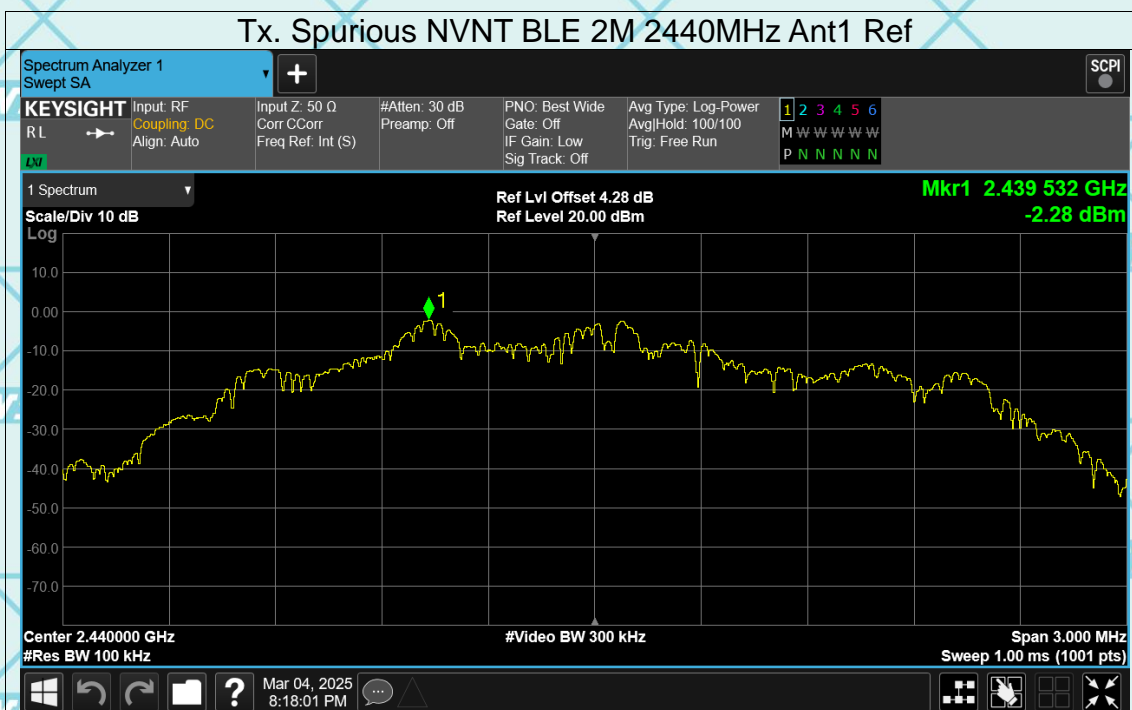 Tx. Spurious NVNT BLE 2M 2440MHz Ant1 Ref
Spectrum Analyzer 1
Swept SA
SCPI
KEYSIGHT
R L
LXI
Input: RF
Coupling: DC
Align: Auto
Input Z: 50 Ω
Corr CCorr
Freq Ref: Int (S)
#Atten: 30 dB
Preamp: Off
PNO: Best Wide
Gate: Off
IF Gain: Low
Sig Track: Off
Avg Type: Log-Power
Avg|Hold: 100/100
Trig: Free Run
1 2 3 4 5 6
M W W W W W
P N N N N N
1 Spectrum
Scale/Div 10 dB
Ref Lvl Offset 4.28 dB
Ref Level 20.00 dBm
Mkr1 2.439 532 GHz
-2.28 dBm
Log
10.0
0.00
-10.0
-20.0
-30.0
-40.0
-50.0
-60.0
-70.0
1
Center 2.440000 GHz
#Res BW 100 kHz
#Video BW 300 kHz
Span 3.000 MHz
Sweep 1.00 ms (1001 pts)
?
Mar 04, 2025
8:18:01 PM